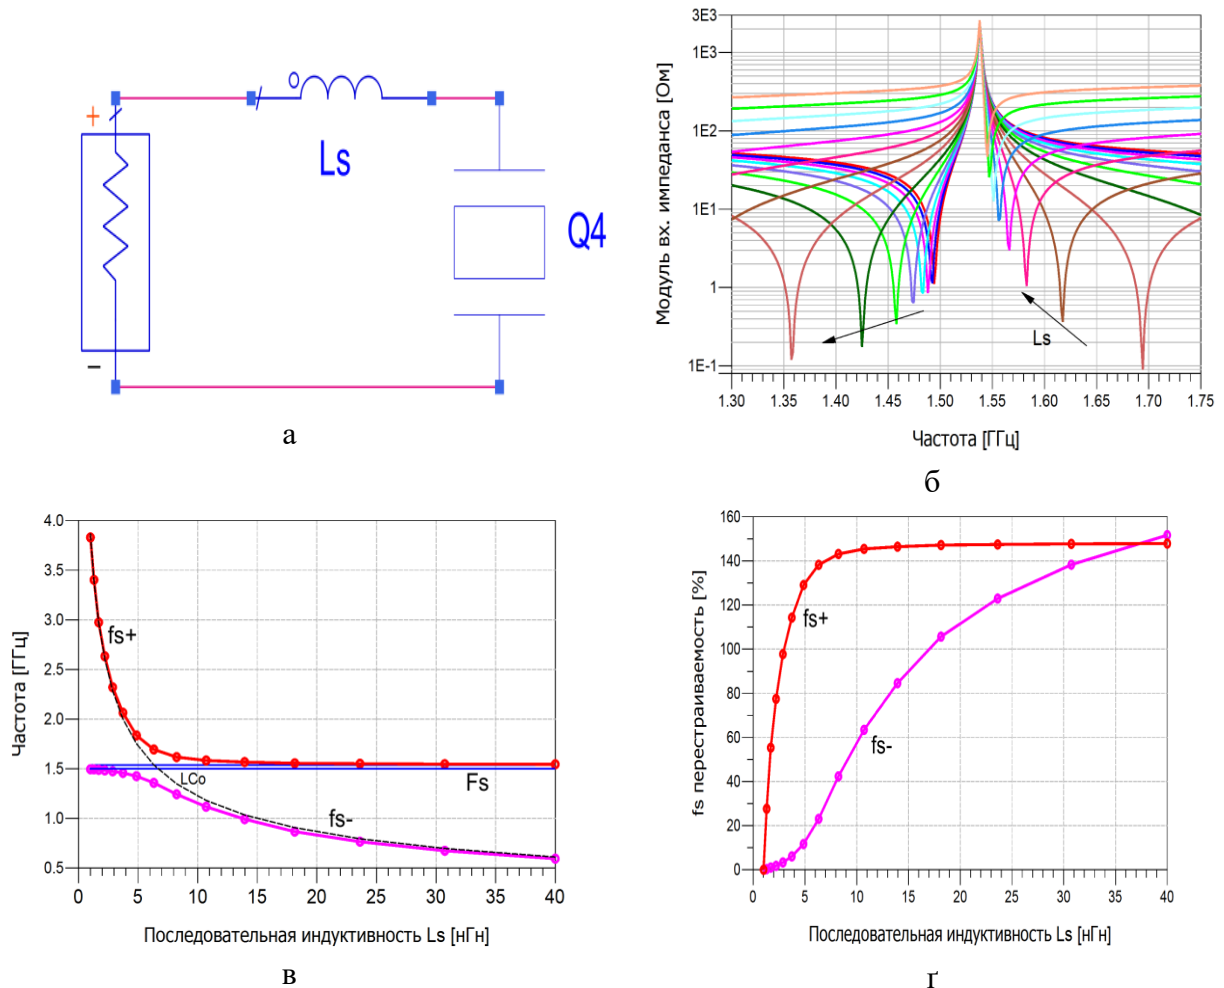 +
Ls
Q4
−
а
Модуль вх. импеданса [Ом]
3E3
1E3
1E2
1E1
1
1E-1
Ls
1.30
1.35
1.40
1.45
1.50
1.55
1.60
1.65
1.70
1.75
Частота [ГГц]
б
Частота [ГГц]
4.0
3.5
3.0
2.5
2.0
1.5
1.0
0.5
fs+
LCo
Fs
fs-
0
5
10
15
20
25
30
35
40
Последовательная индуктивность Ls [нГн]
в
fs перестраиваемость [%]
160
140
120
100
80
60
40
20
0
fs+
fs-
0
5
10
15
20
25
30
35
40
Последовательная индуктивность Ls [нГн]
ґ